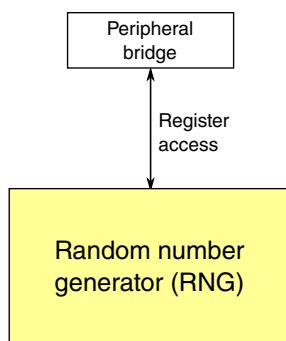 Peripheral
bridge
Register
access
Random number
generator (RNG)